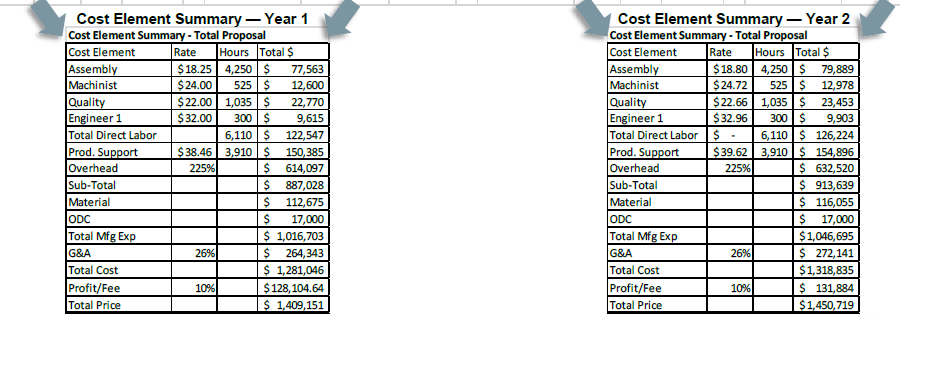 Cost Element Summary — Year 1
Cost Element Summary - Total Proposal
Cost Element Rate Hours Total $
Assembly $18.25 4,250 $ 77,563
Machinist $24.00 525 $ 12,600
Quality $22.00 1,035 $ 22,770
Engineer 1 $32.00 300 $ 9,615
Total Direct Labor 6,110 $ 122,547
Prod. Support $38.46 3,910 $ 150,385
Overhead 225% $ 614,097
Sub-Total $ 887,028
Material $ 112,675
ODC $ 17,000
Total Mfg Exp $ 1,016,703
G&A 26% $ 264,343
Total Cost $ 1,281,046
Profit/Fee 10% $128,104.64
Total Price $ 1,409,151
Cost Element Summary — Year 2
Cost Element Summary - Total Proposal
Cost Element Rate Hours Total $
Assembly $18.80 4,250 $ 79,889
Machinist $24.72 525 $ 12,978
Quality $22.66 1,035 $ 23,453
Engineer 1 $32.96 300 $ 9,903
Total Direct Labor $ - 6,110 $ 126,224
Prod. Support $39.62 3,910 $ 154,896
Overhead 225% $ 632,520
Sub-Total $ 913,639
Material $ 116,055
ODC $ 17,000
Total Mfg Exp $1,046,695
G&A 26% $ 272,141
Total Cost $1,318,835
Profit/Fee 10% $ 131,884
Total Price $1,450,719